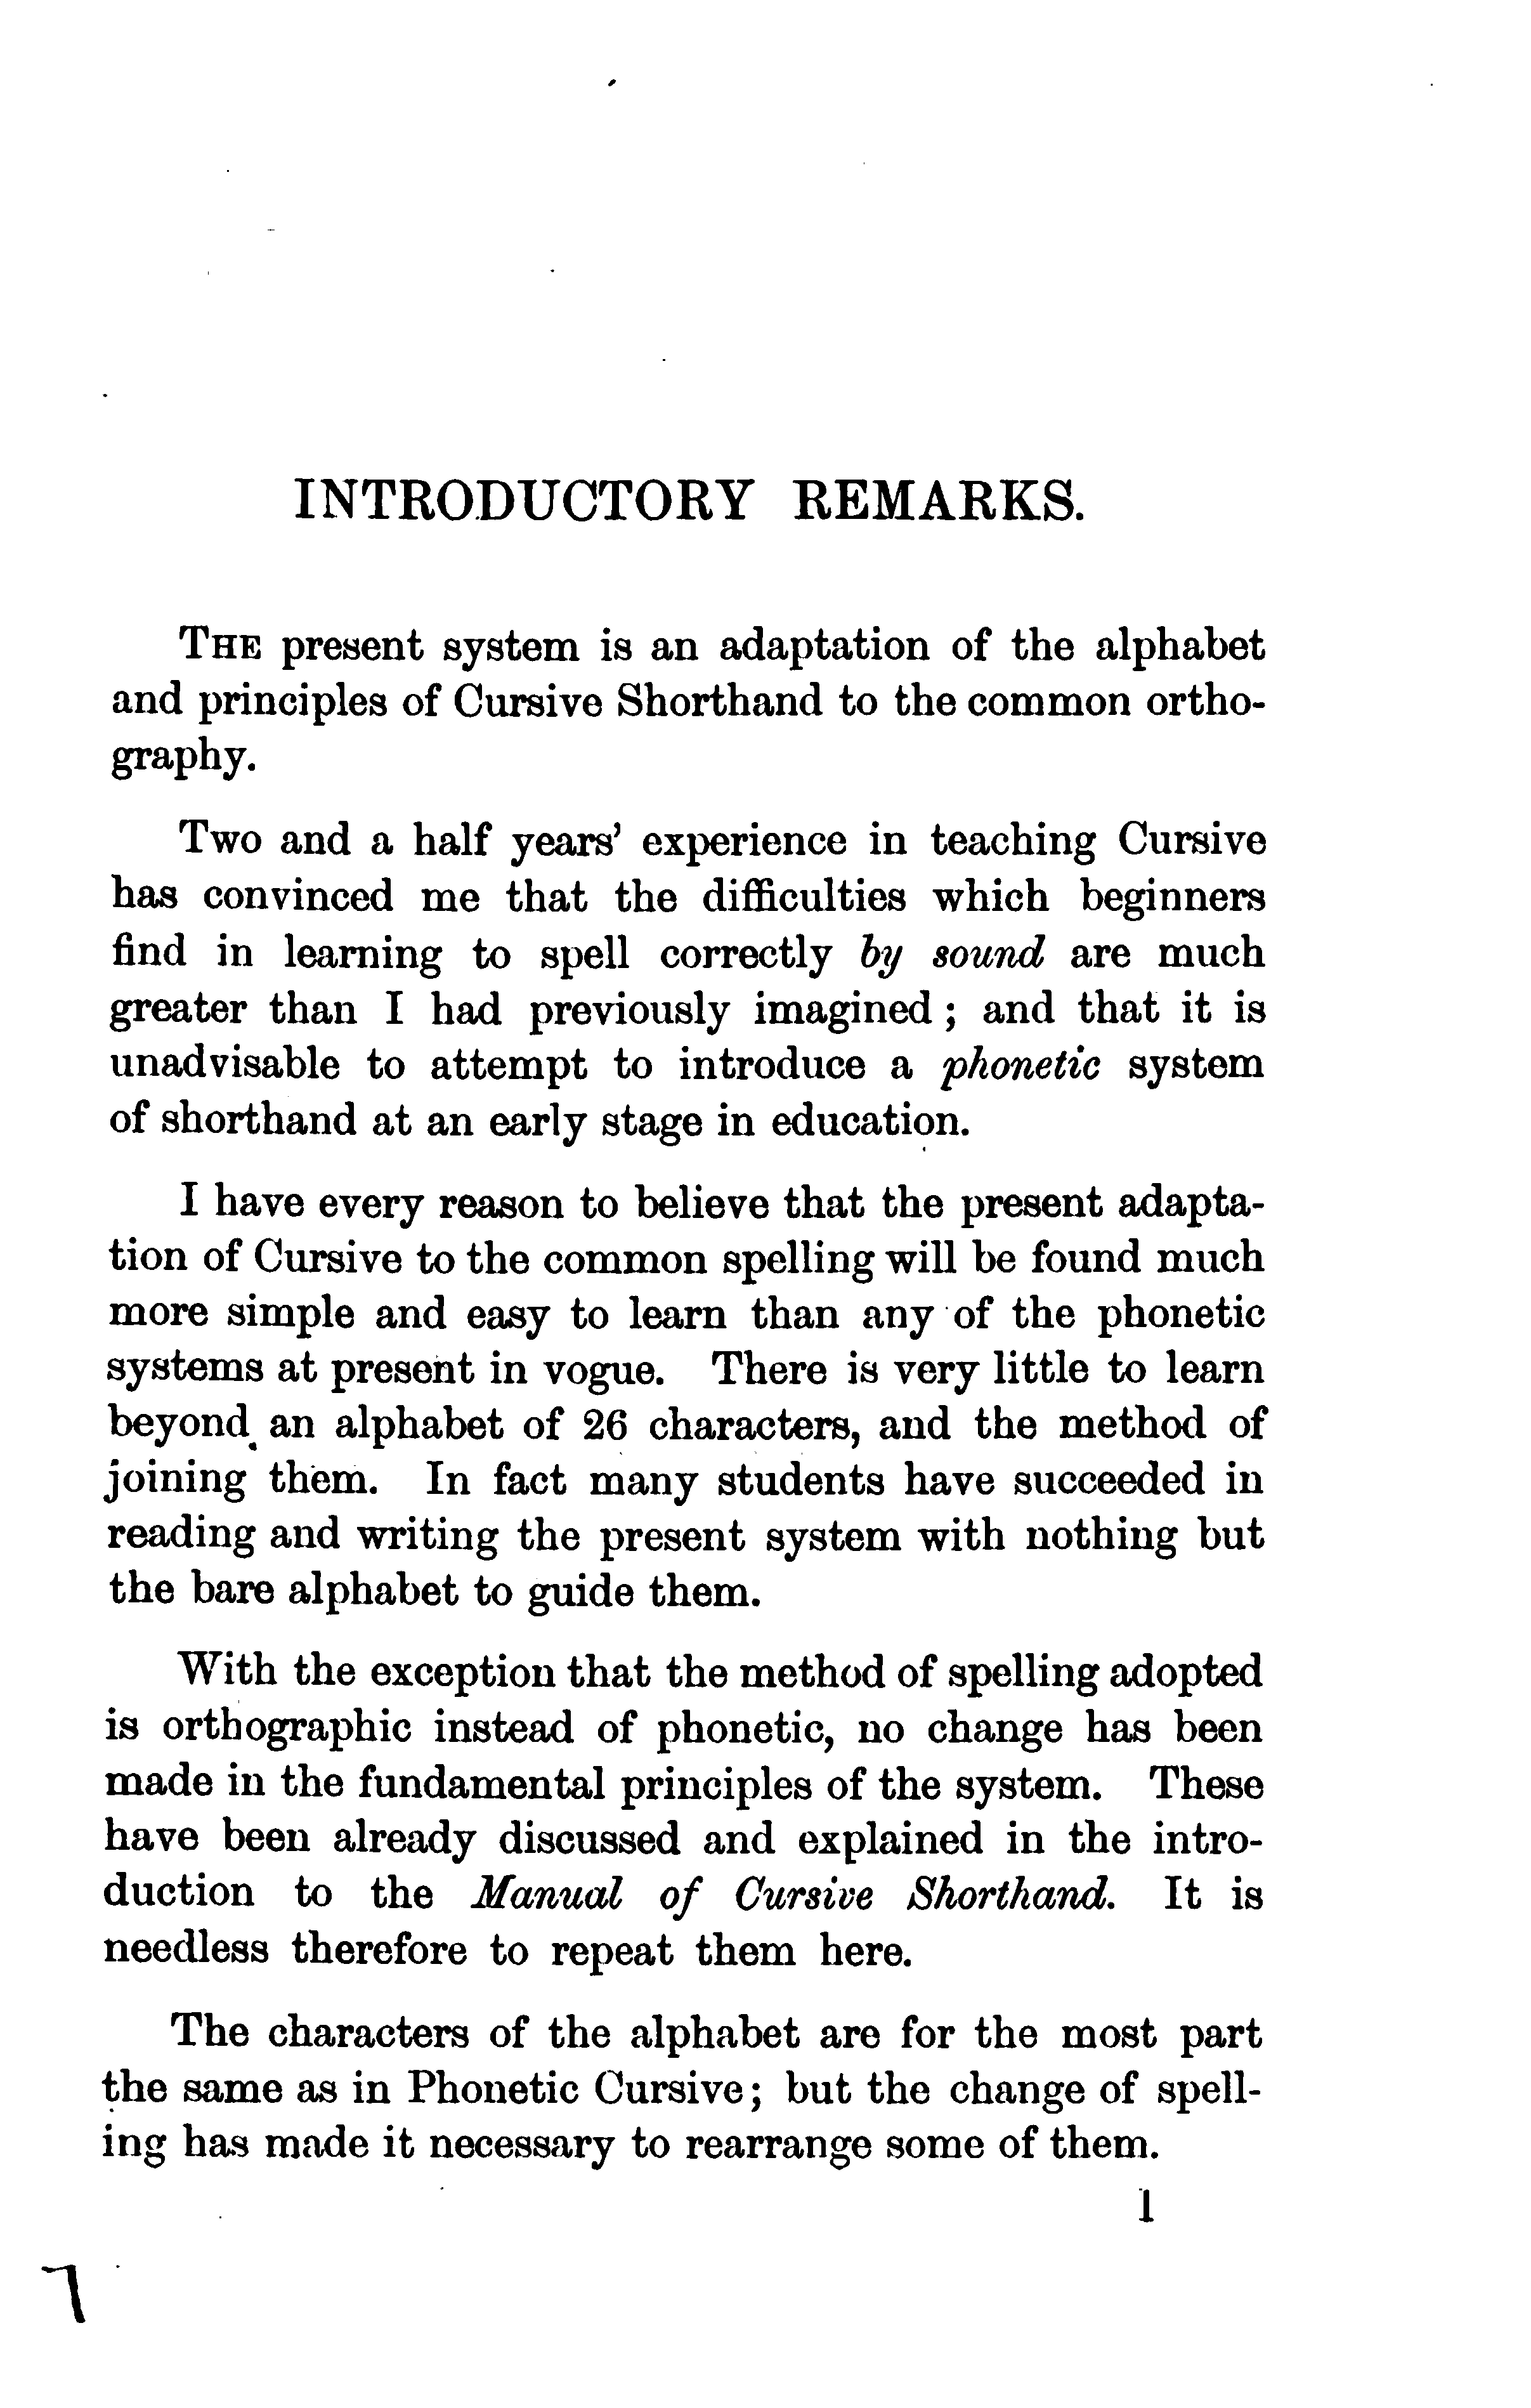 INTRODUCTORY REMARKS.
THE present system is an adaptation of the alphabet
and principles of Cursive Shorthand to the common ortho-
graphy.
Two and a half years' experience in teaching Cursive
has convinced me that the difficulties which beginners
find in learning to spell correctly by sound are much
greater than I had previously imagined; and that it is
unadvisable to attempt to introduce a phonetic system
of shorthand at an early stage in education.
I have every reason to believe that the present adapta-
tion of Cursive to the common spelling will be found much
more simple and easy to learn than any of the phonetic
systems at present in vogue. There is very little to learn
beyond an alphabet of 26 characters, and the method of
joining them. In fact many students have succeeded in
reading and writing the present system with nothing but
the bare alphabet to guide them.
With the exception that the method of spelling adopted
is orthographic instead of phonetic, no change has been
made in the fundamental principles of the system. These
have been already discussed and explained in the intro-
duction to the Manual of Cursive Shorthand. It is
needless therefore to repeat them here.
The characters of the alphabet are for the most part
the same as in Phonetic Cursive; but the change of spell-
ing has made it necessary to rearrange some of them.
1